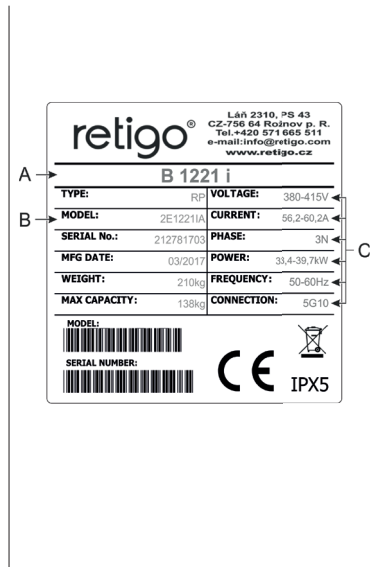 retigo®
Láň 2310, PS 43
CZ-756 64 Rožnov p. R.
Tel.+420 571 665 511
e-mail:info@retigo.com
www.retigo.cz
A
B 1221 i
TYPE: RP VOLTAGE: 380-415V
B MODEL: 2E1221IA CURRENT: 56,2-60,2A
SERIAL No.: 212781703 PHASE: 3N
C
MFG DATE: 03/2017 POWER: 33,4-39,7kW
WEIGHT: 210kg FREQUENCY: 50-60Hz
MAX CAPACITY: 138kg CONNECTION: 5G10
MODEL:
SERIAL NUMBER:
CE IPX5